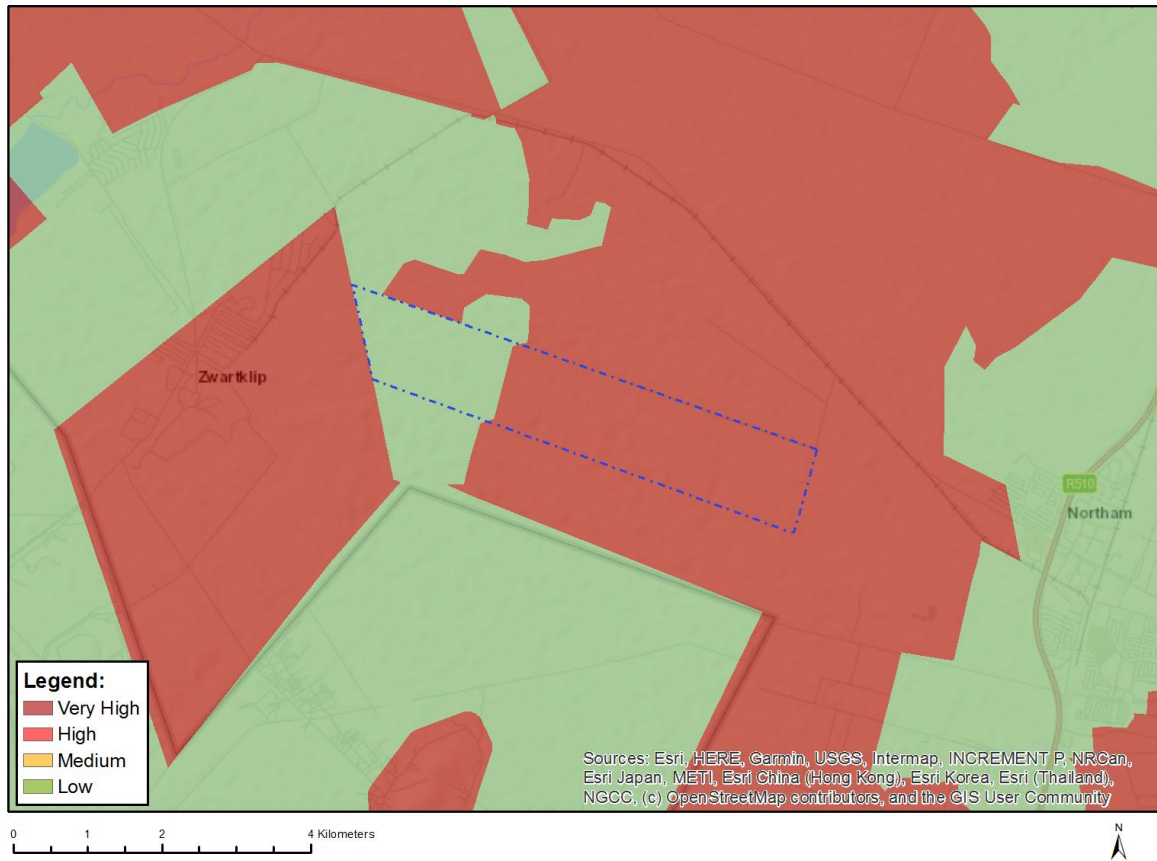 Zwartklip
R510
Northam
Legend:
Very High
High
Medium
Low
Sources: Esri, HERE, Garmin, USGS, Intermap, INCREMENT P, NRCan,
Esri Japan, METI, Esri China (Hong Kong), Esri Korea, Esri (Thailand),
NGCC, (c) OpenStreetMap contributors, and the GIS User Community
0 1 2 4 Kilometers
N